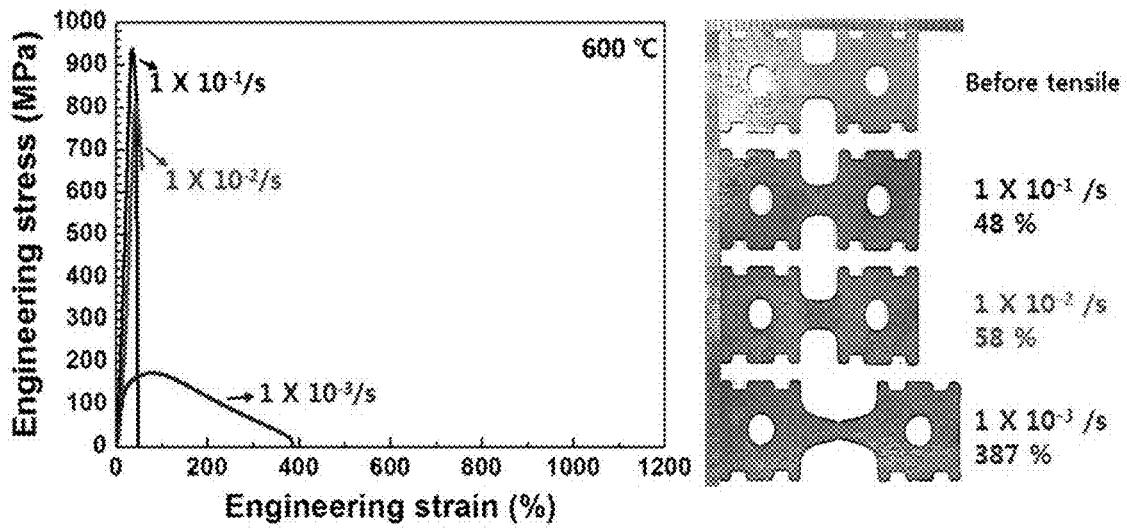 1000
900
800
700
600
500
400
300
200
100
0
Engineering stress (MPa)
600 ℃
1 X 10⁻¹/s
1 X 10⁻²/s
1 X 10⁻³/s
0 200 400 600 800 1000 1200
Engineering strain (%)
Before tensile
1 X 10⁻¹ /s
48 %
1 X 10⁻² /s
58 %
1 X 10⁻³ /s
387 %